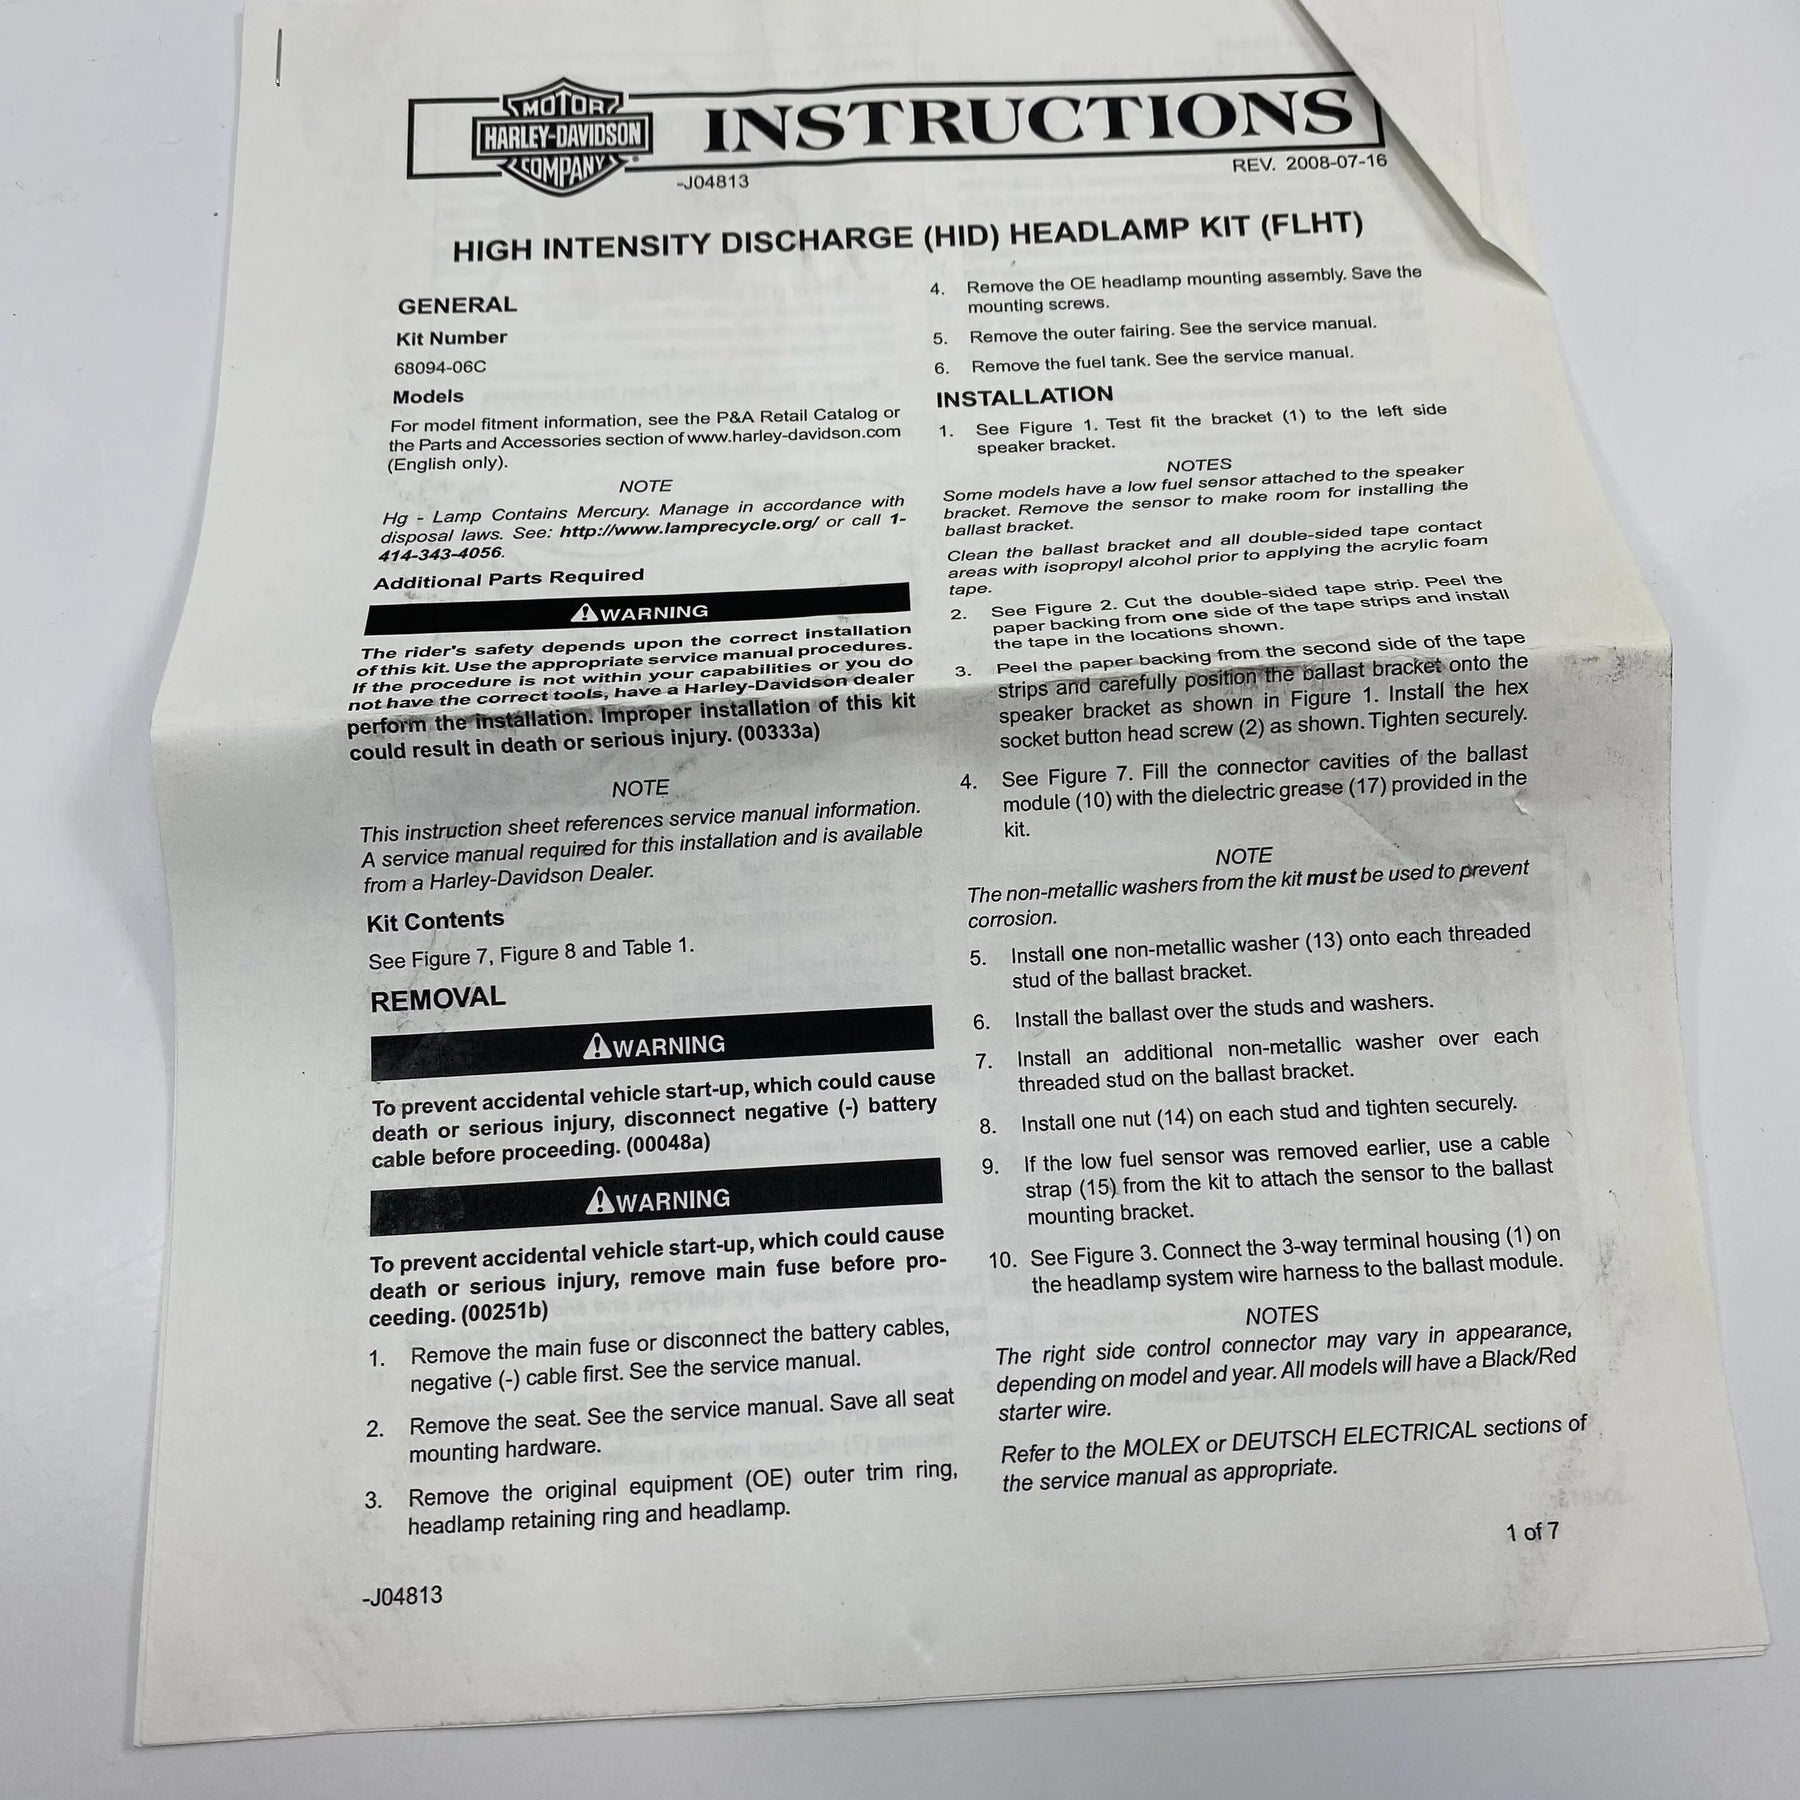 MOTOR
HARLEY-DAVIDSON
COMPANY
INSTRUCTIONS
-J04813
REV. 2008-07-16
HIGH INTENSITY DISCHARGE (HID) HEADLAMP KIT (FLHT)
GENERAL
Kit Number
68094-06C
Models
For model fitment information, see the P&A Retail Catalog or
the Parts and Accessories section of www.harley-davidson.com
(English only).
NOTE
Hg - Lamp Contains Mercury. Manage in accordance with
disposal laws. See: http://www.lamprecycle.org/ or call 1-
414-343-4056.
Additional Parts Required
WARNING
The rider's safety depends upon the correct installation
of this kit. Use the appropriate service manual procedures.
If the procedure is not within your capabilities or you do
not have the correct tools, have a Harley-Davidson dealer
perform the installation. Improper installation of this kit
could result in death or serious injury. (00333a)
NOTE
This instruction sheet references service manual information.
A service manual required for this installation and is available
from a Harley-Davidson Dealer.
Kit Contents
See Figure 7, Figure 8 and Table 1.
REMOVAL
WARNING
To prevent accidental vehicle start-up, which could cause
death or serious injury, disconnect negative (-) battery
cable before proceeding. (00048a)
WARNING
To prevent accidental vehicle start-up, which could cause
death or serious injury, remove main fuse before pro-
ceeding. (00251b)
1. Remove the main fuse or disconnect the battery cables,
negative (-) cable first. See the service manual.
2. Remove the seat. See the service manual. Save all seat
mounting hardware.
3. Remove the original equipment (OE) outer trim ring,
headlamp retaining ring and headlamp.
4. Remove the OE headlamp mounting assembly. Save the
mounting screws.
5. Remove the outer fairing. See the service manual.
6. Remove the fuel tank. See the service manual.
INSTALLATION
1. See Figure 1. Test fit the bracket (1) to the left side
speaker bracket.
NOTES
Some models have a low fuel sensor attached to the speaker
bracket. Remove the sensor to make room for installing the
ballast bracket.
Clean the ballast bracket and all double-sided tape contact
areas with isopropyl alcohol prior to applying the acrylic foam
tape.
2. See Figure 2. Cut the double-sided tape strip. Peel the
paper backing from one side of the tape strips and install
the tape in the locations shown.
3. Peel the paper backing from the second side of the tape
strips and carefully position the ballast bracket onto the
speaker bracket as shown in Figure 1. Install the hex
socket button head screw (2) as shown. Tighten securely.
4. See Figure 7. Fill the connector cavities of the ballast
module (10) with the dielectric grease (17) provided in the
kit.
NOTE
The non-metallic washers from the kit must be used to prevent
corrosion.
5. Install one non-metallic washer (13) onto each threaded
stud of the ballast bracket.
6. Install the ballast over the studs and washers.
7. Install an additional non-metallic washer over each
threaded stud on the ballast bracket.
8. Install one nut (14) on each stud and tighten securely.
9. If the low fuel sensor was removed earlier, use a cable
strap (15) from the kit to attach the sensor to the ballast
mounting bracket.
10. See Figure 3. Connect the 3-way terminal housing (1) on
the headlamp system wire harness to the ballast module.
NOTES
The right side control connector may vary in appearance,
depending on model and year. All models will have a Black/Red
starter wire.
Refer to the MOLEX or DEUTSCH ELECTRICAL sections of
the service manual as appropriate.
1 of 7
-J04813